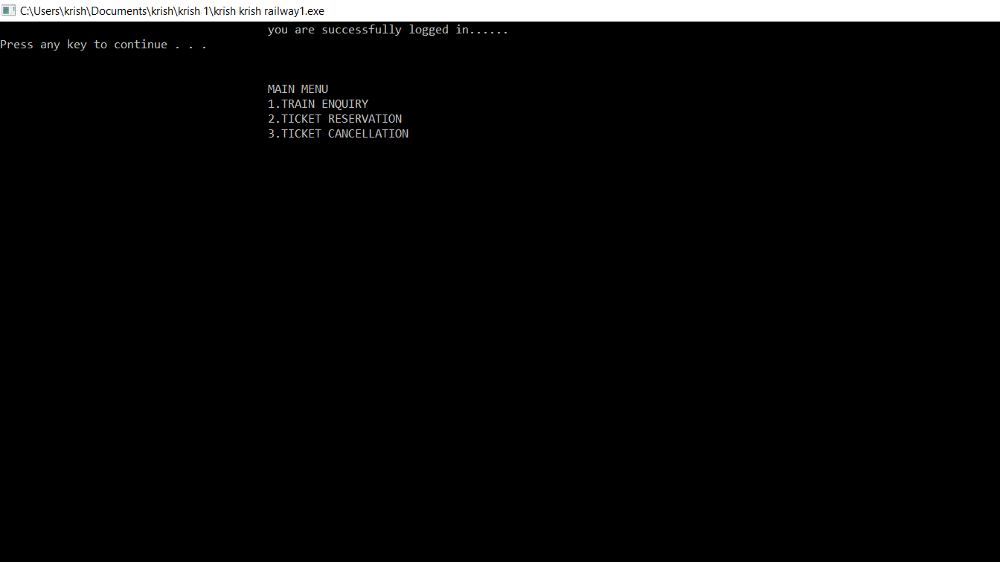 C:\Users\krish\Documents\krish\krish 1\krish krish railway1.exe
you are successfully logged in......
Press any key to continue . . .
MAIN MENU
1.TRAIN ENQUIRY
2.TICKET RESERVATION
3.TICKET CANCELLATION